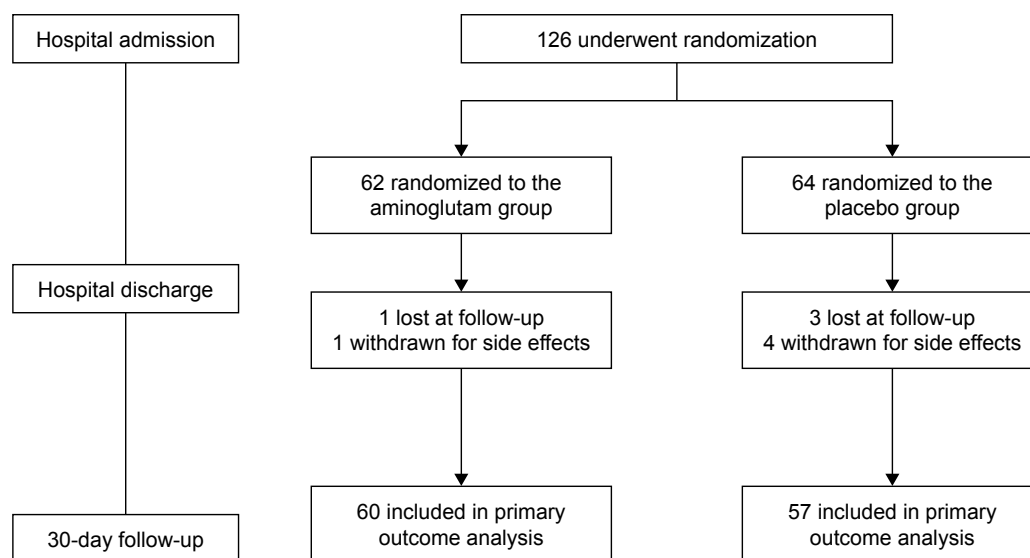 Hospital admission
126 underwent randomization
62 randomized to the
aminoglutam group
64 randomized to the
placebo group
Hospital discharge
1 lost at follow-up
1 withdrawn for side effects
3 lost at follow-up
4 withdrawn for side effects
30-day follow-up
60 included in primary
outcome analysis
57 included in primary
outcome analysis